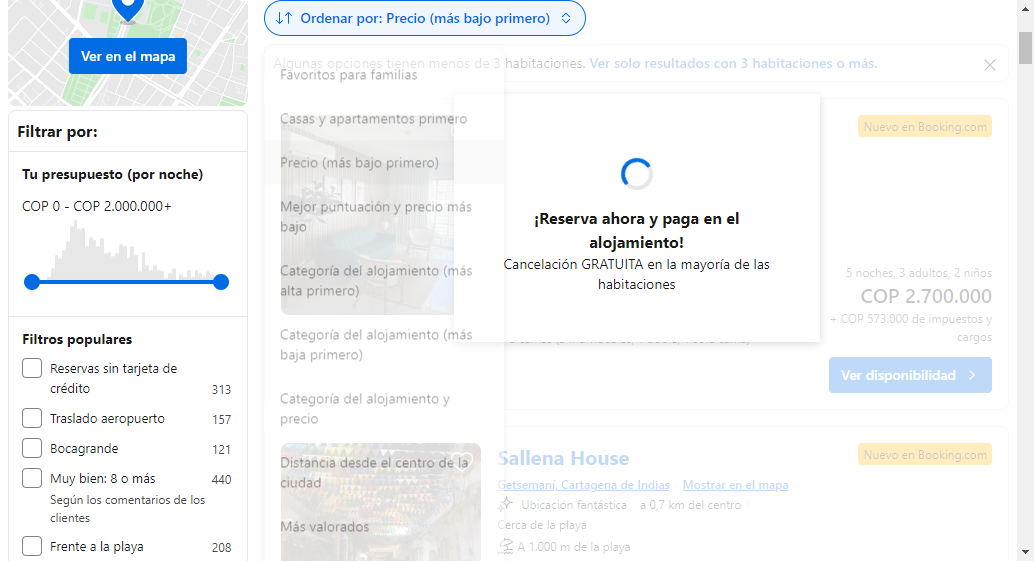 Ver en el mapa
Filtrar por:
Tu presupuesto (por noche)
COP 0 - COP 2.000.000+
Filtros populares
Reservas sin tarjeta de
crédito
313
Traslado aeropuerto
157
Bocagrande
121
Muy bien: 8 o más
440
Según los comentarios de los
clientes
Frente a la playa
208
Ordenar por: Precio (más bajo primero)
Algunas opciones tienen menos de 3 habitaciones. Ver solo resultados con 3 habitaciones o más.
Favoritos para familias
Casas y apartamentos primero
Precio (más bajo primero)
Mejor puntuación y precio más
bajo
Categoría del alojamiento (más
alta primero)
Categoría del alojamiento (más
baja primero)
Categoría del alojamiento y
precio
Distancia desde el centro de la
ciudad
Más valorados
¡Reserva ahora y paga en el
alojamiento!
Cancelación GRATUITA en la mayoría de las
habitaciones
Nuevo en Booking.com
5 noches, 3 adultos, 2 niños
COP 2.700.000
+ COP 573.000 de impuestos y
cargos
Ver disponibilidad
Sallena House
Nuevo en Booking.com
Getsemaní, Cartagena de Indias
Mostrar en el mapa
Ubicación fantástica
a 0,7 km del centro
Cerca de la playa
A 1.000 m de la playa